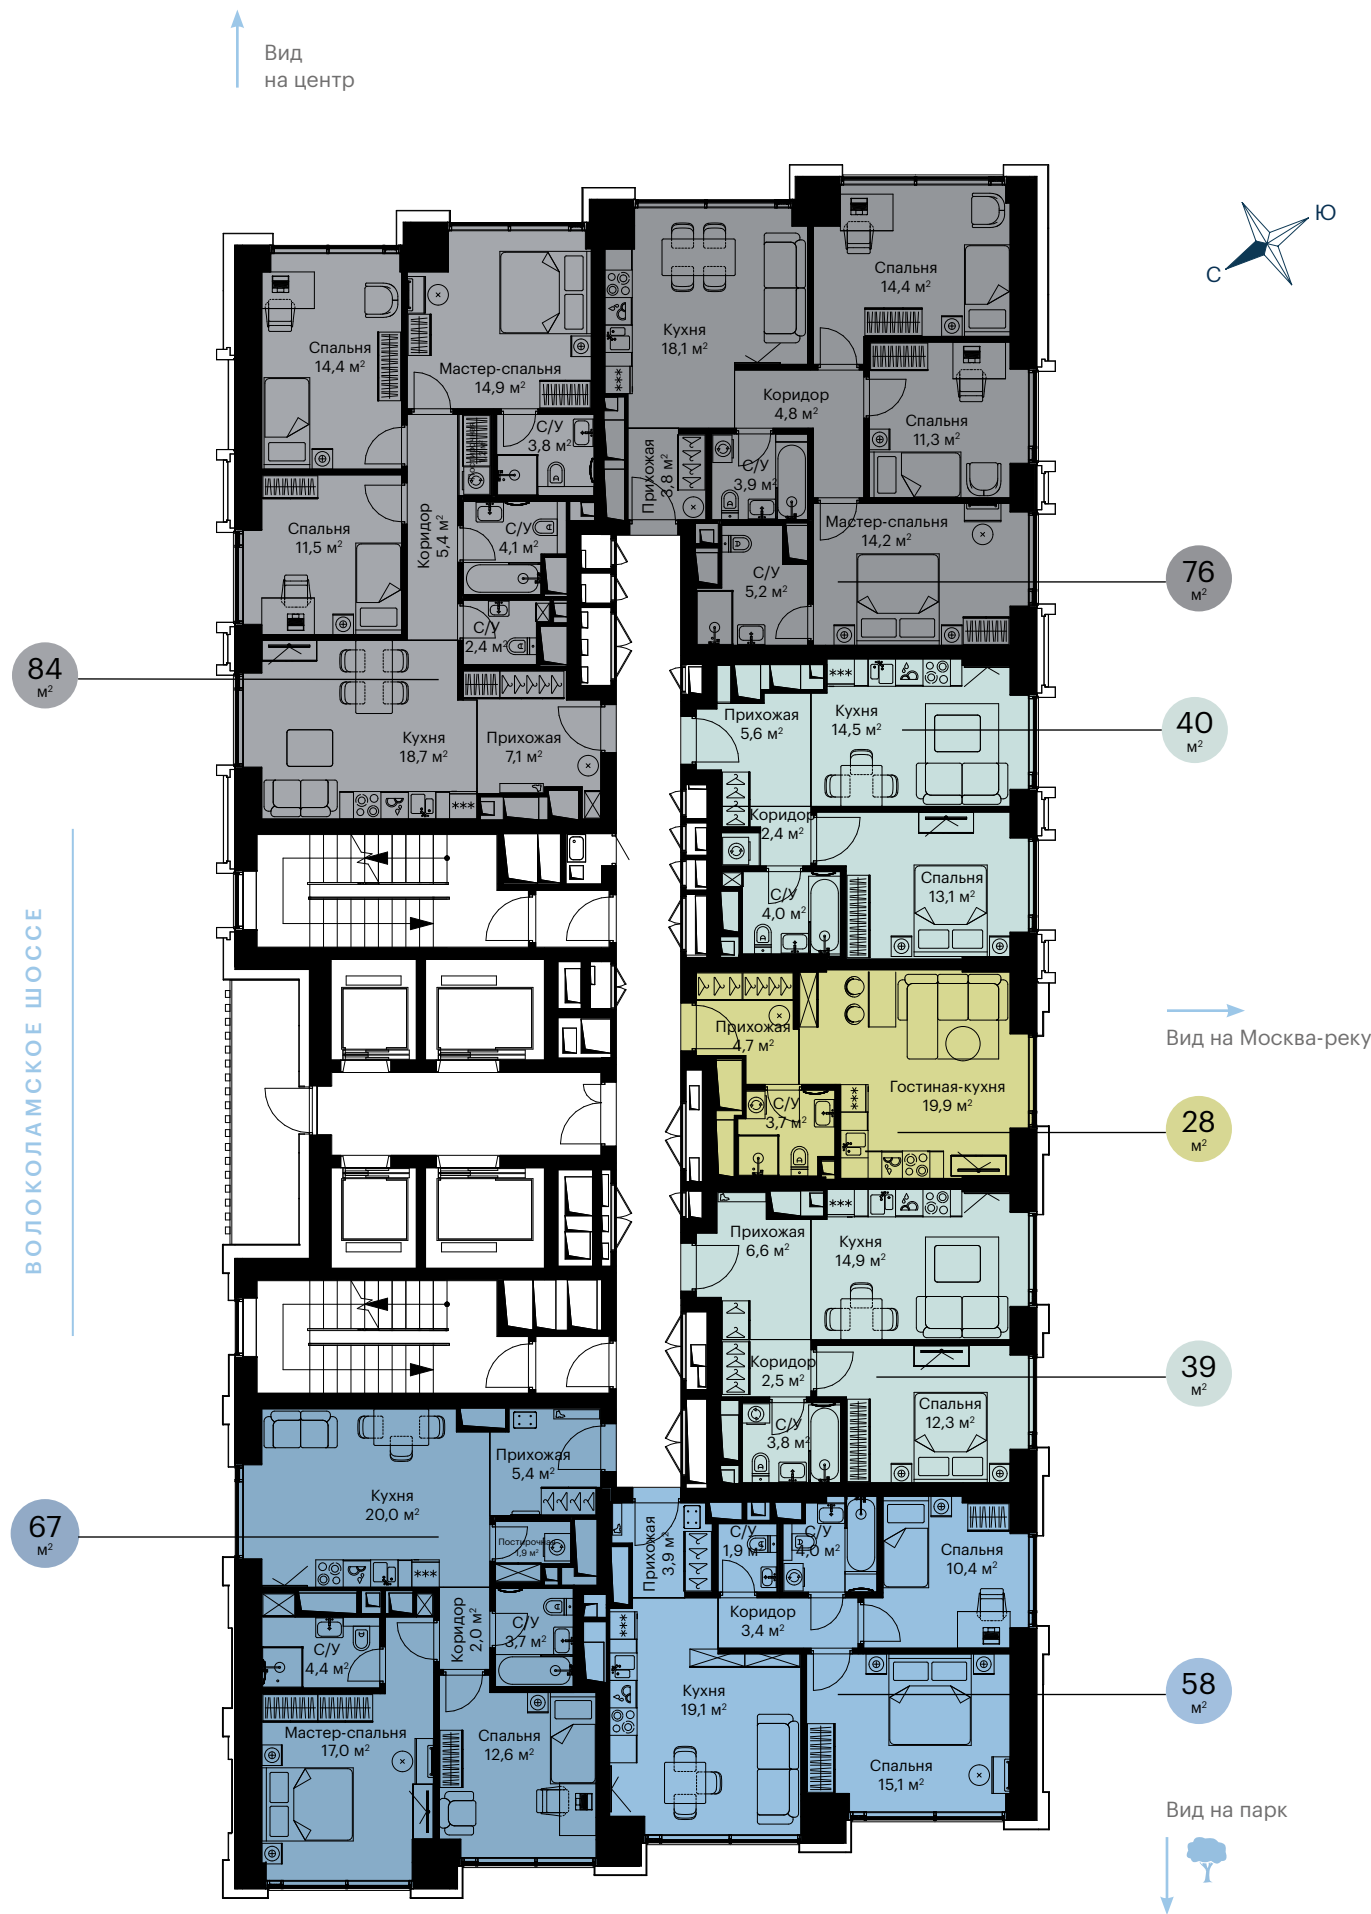 Вид
на центр
Ю
С
Спальня
14,4 м²
Мастер-спальня
14,9 м²
С/У
3,8 м²
Спальня
11,5 м²
Коридор
5,4 м²
С/У
4,1 м²
С/У
2,4 м²
Кухня
18,7 м²
Прихожая
7,1 м²
84
м²
Кухня
18,1 м²
Спальня
14,4 м²
Коридор
4,8 м²
Спальня
11,3 м²
Прихожая
3,8 м²
С/У
3,9 м²
Мастер-спальня
14,2 м²
С/У
5,2 м²
76
м²
Прихожая
5,6 м²
Кухня
14,5 м²
Коридор
2,4 м²
С/У
4,0 м²
Спальня
13,1 м²
40
м²
ВОЛОКОЛАМСКОЕ ШОССЕ
Прихожая
4,7 м²
Гостиная-кухня
19,9 м²
С/У
3,7 м²
Вид на Москва-реку
28
м²
Прихожая
6,6 м²
Кухня
14,9 м²
Коридор
2,5 м²
С/У
3,8 м²
Спальня
12,3 м²
39
м²
Кухня
20,0 м²
Прихожая
5,4 м²
Постирочная
1,9 м²
67
м²
Коридор
2,0 м²
С/У
3,7 м²
С/У
4,4 м²
Мастер-спальня
17,0 м²
Спальня
12,6 м²
Прихожая
3,9 м²
С/У
1,9 м²
С/У
4,0 м²
Спальня
10,4 м²
Коридор
3,4 м²
Кухня
19,1 м²
Спальня
15,1 м²
58
м²
Вид на парк